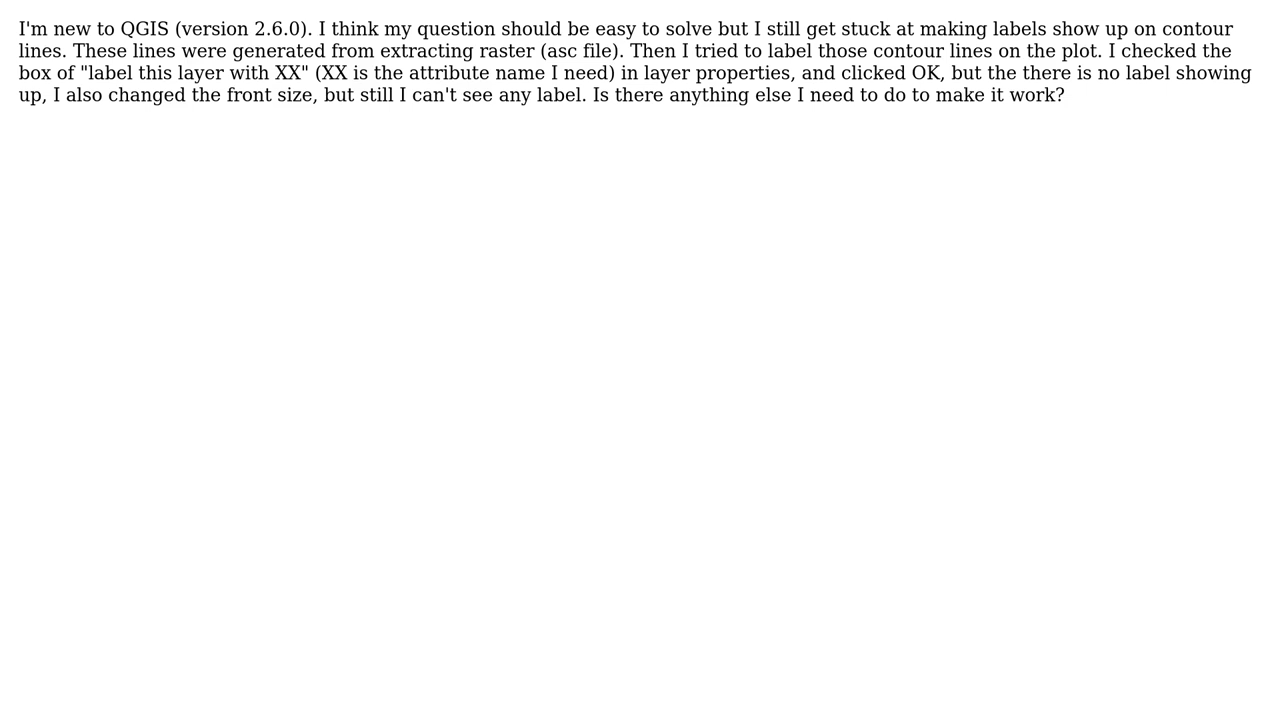 I'm new to QGIS (version 2.6.0). I think my question should be easy to solve but I still get stuck at making labels show up on contour
lines. These lines were generated from extracting raster (asc file). Then I tried to label those contour lines on the plot. I checked the
box of "label this layer with XX" (XX is the attribute name I need) in layer properties, and clicked OK, but the there is no label showing
up, I also changed the front size, but still I can't see any label. Is there anything else I need to do to make it work?